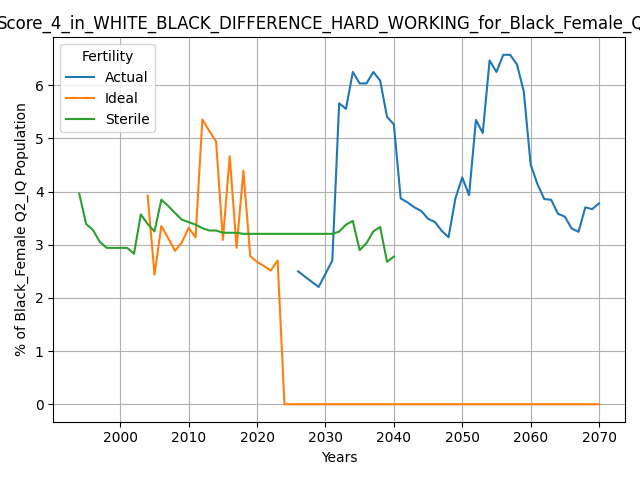 Score_4_in_WHITE_BLACK_DIFFERENCE_HARD_WORKING_for_Black_Female_Q
Fertility
Actual
Ideal
Sterile
% of Black_Female Q2_IQ Population
6
5
4
3
2
1
0
2000 2010 2020 2030 2040 2050 2060 2070
Years